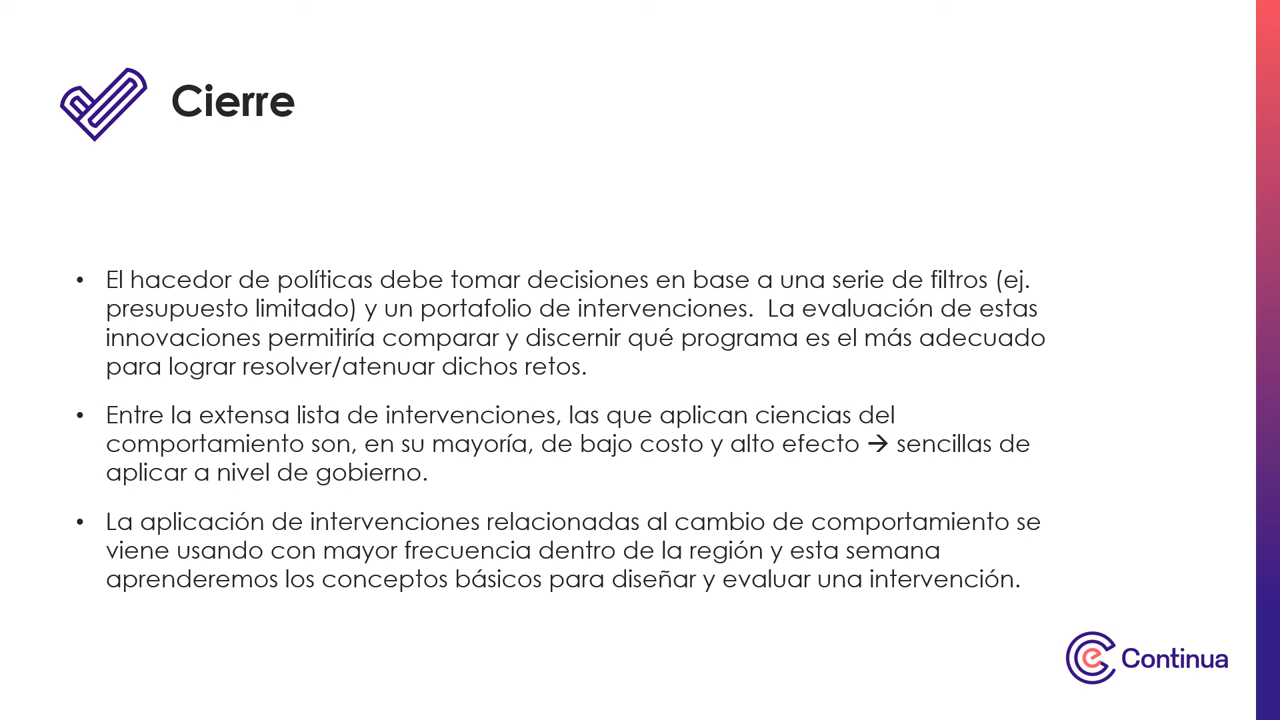 Cierre
• El hacedor de políticas debe tomar decisiones en base a una serie de filtros (ej.
presupuesto limitado) y un portafolio de intervenciones.  La evaluación de estas
innovaciones permitiría comparar y discernir qué programa es el más adecuado
para lograr resolver/atenuar dichos retos.
• Entre la extensa lista de intervenciones, las que aplican ciencias del
comportamiento son, en su mayoría, de bajo costo y alto efecto → sencillas de
aplicar a nivel de gobierno.
• La aplicación de intervenciones relacionadas al cambio de comportamiento se
viene usando con mayor frecuencia dentro de la región y esta semana
aprenderemos los conceptos básicos para diseñar y evaluar una intervención.
Continua